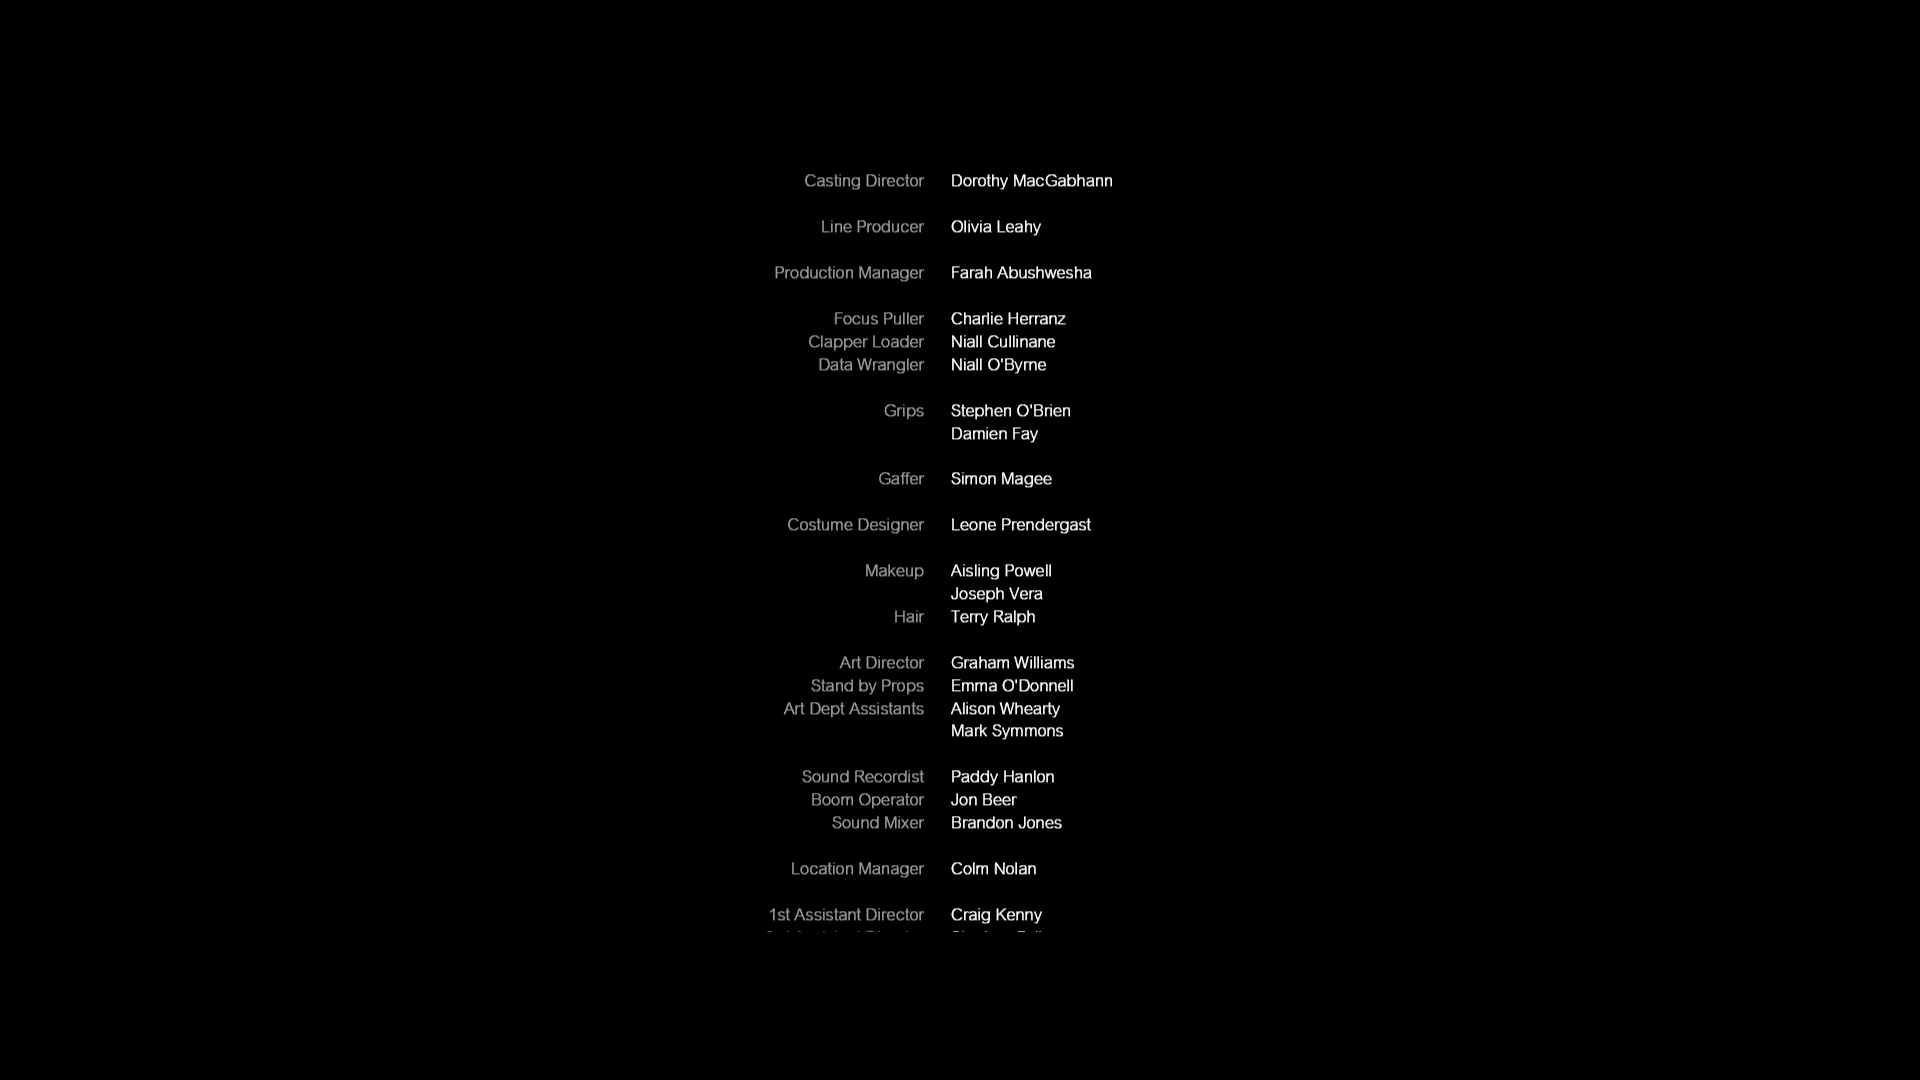 Casting Director Dorothy MacGabhann
Line Producer Olivia Leahy
Production Manager Farah Abushwesha
Focus Puller Charlie Herranz
Clapper Loader Niall Cullinane
Data Wrangler Niall O'Byrne
Grips Stephen O'Brien
Damien Fay
Gaffer Simon Magee
Costume Designer Leone Prendergast
Makeup Aisling Powell
Joseph Vera
Hair Terry Ralph
Art Director Graham Williams
Stand by Props Emma O'Donnell
Art Dept Assistants Alison Whearty
Mark Symmons
Sound Recordist Paddy Hanlon
Boom Operator Jon Beer
Sound Mixer Brandon Jones
Location Manager Colm Nolan
1st Assistant Director Craig Kenny